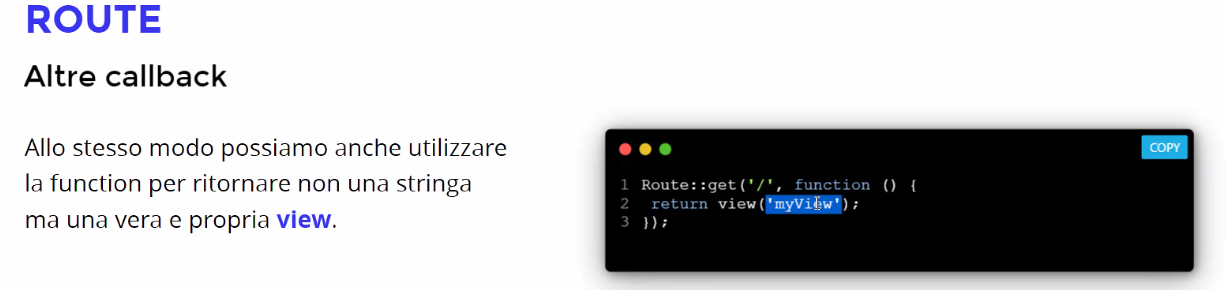 ROUTE
Altre callback
Allo stesso modo possiamo anche utilizzare
la function per ritornare non una stringa
ma una vera e propria view.
COPY
1 Route::get('/', function () {
2  return view('myView');
3 });